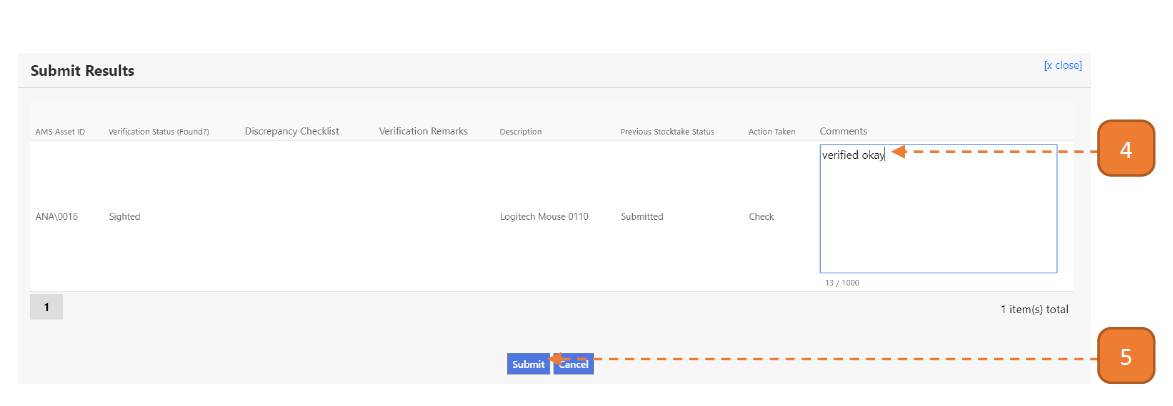 Submit Results
[x close]
AMS Asset ID Verification Status (Found?) Discrepancy Checklist Verification Remarks Description Previous Stocktake Status Action Taken Comments
verified okay
4
ANA\0016 Sighted Logitech Mouse 0110 Submitted Check
13 / 1000
1
1 item(s) total
Submit Cancel
5